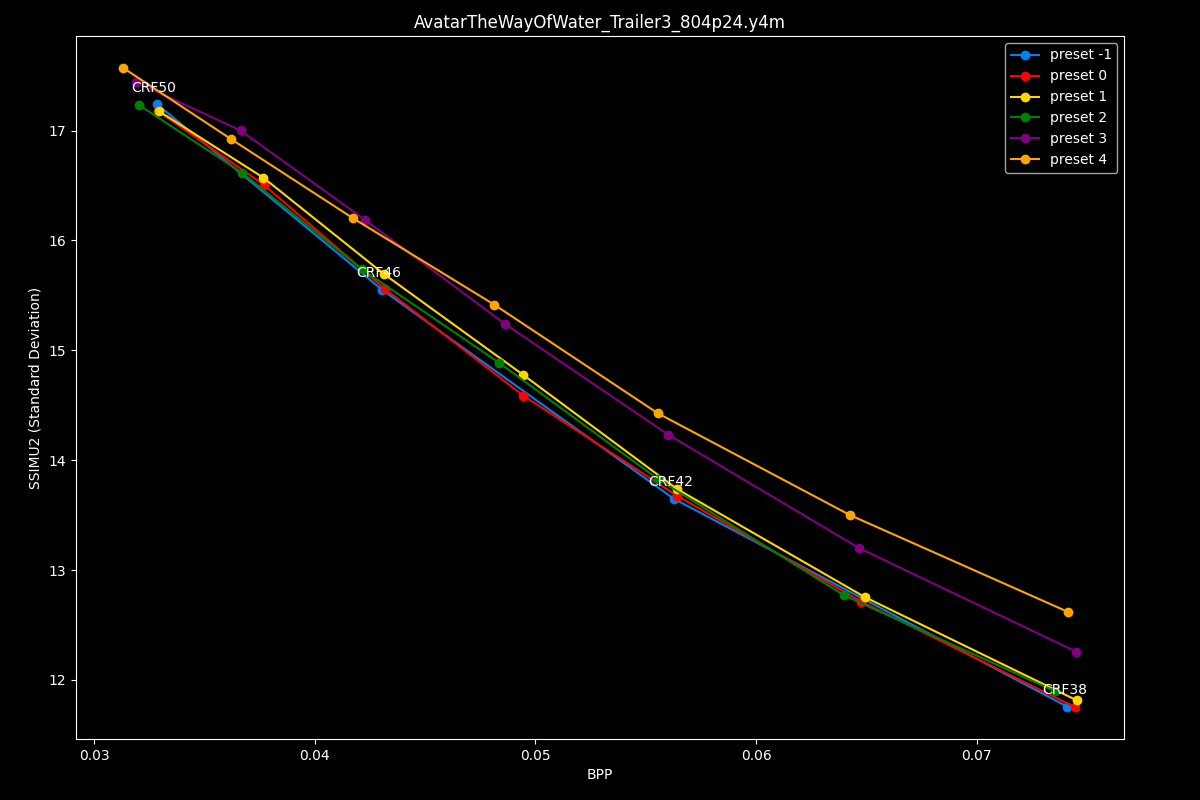 AvatarTheWayOfWater_Trailer3_804p24.y4m
preset -1
preset 0
preset 1
preset 2
preset 3
preset 4
CRF50
CRF46
CRF42
CRF38
17
16
15
14
13
12
SSIMU2 (Standard Deviation)
0.03
0.04
0.05
0.06
0.07
BPP